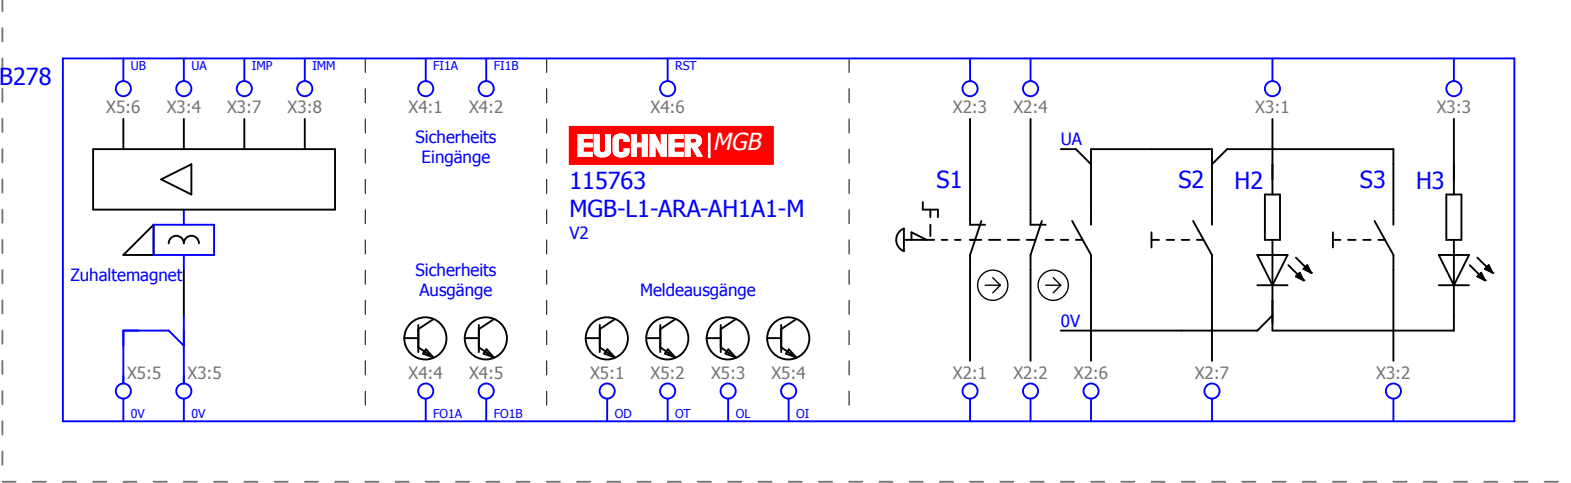 UB UA IMP IMM FI1A FI1B RST
B278
X5:6 X3:4 X3:7 X3:8 X4:1 X4:2 X4:6 X2:3 X2:4 X3:1 X3:3
Sicherheits
Eingänge
EUCHNER|MGB
UA
115763
S1 S2 H2 S3 H3
MGB-L1-ARA-AH1A1-M
V2
Zuhaltemagnet
Sicherheits
Ausgänge
Meldeausgänge
0V
X5:5 X3:5 X4:4 X4:5 X5:1 X5:2 X5:3 X5:4 X2:1 X2:2 X2:6 X2:7 X3:2
0V 0V FO1A FO1B OD OT OL OI